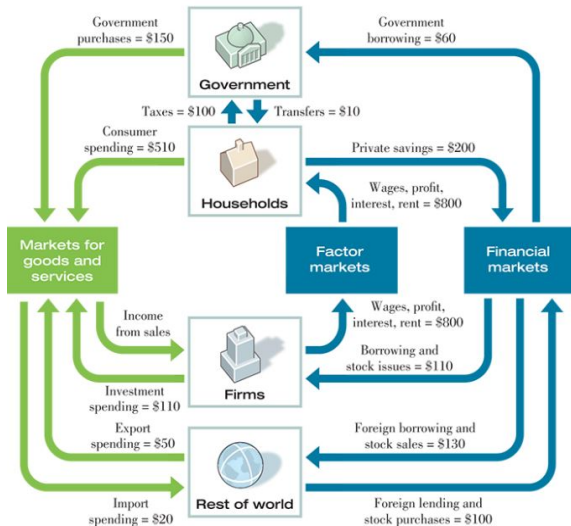 Government
purchases = $150
Government
borrowing = $60
Government
Taxes = $100
Transfers = $10
Consumer
spending = $510
Private savings = $200
Households
Wages, profit,
interest, rent = $800
Markets for
goods and
services
Factor
markets
Financial
markets
Income
from sales
Wages, profit,
interest, rent = $800
Borrowing and
stock issues = $110
Firms
Investment
spending = $110
Export
spending = $50
Foreign borrowing and
stock sales = $130
Rest of world
Import
spending = $20
Foreign lending and
stock purchases = $100